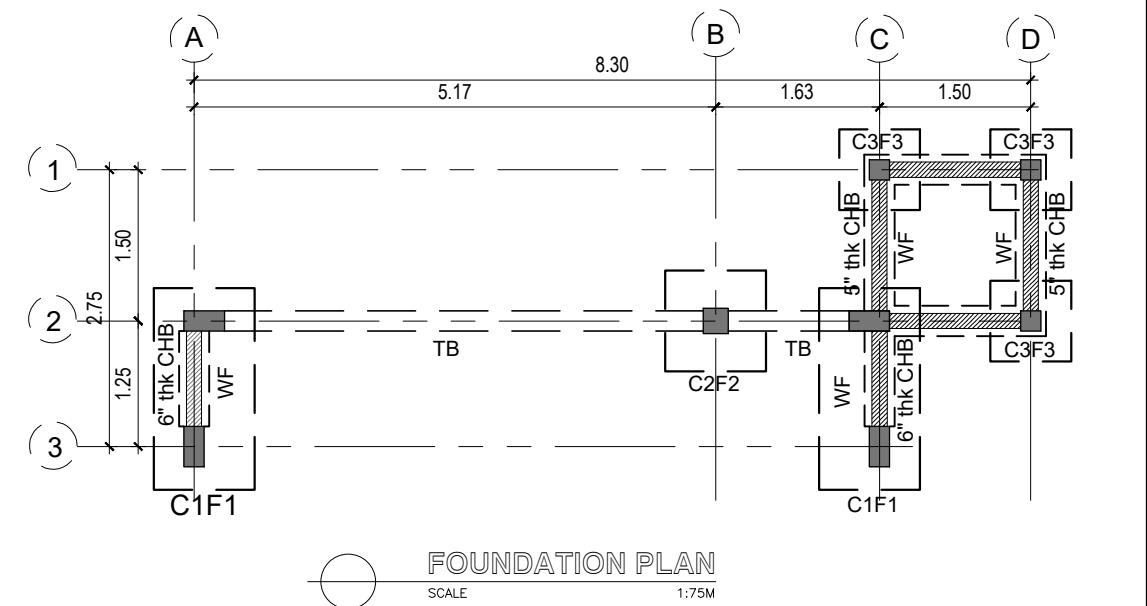 A
B
C
D
8.30
5.17
1.63
1.50
1
C3F3
C3F3
1.50
2.75
5" thk CHB
WF
WF
5" thk CHB
2
TB
TB
C3F3
1.25
6" thk CHB
WF
C2F2
WF
6" thk CHB
3
C1F1
C1F1
FOUNDATION PLAN
SCALE 1:75M